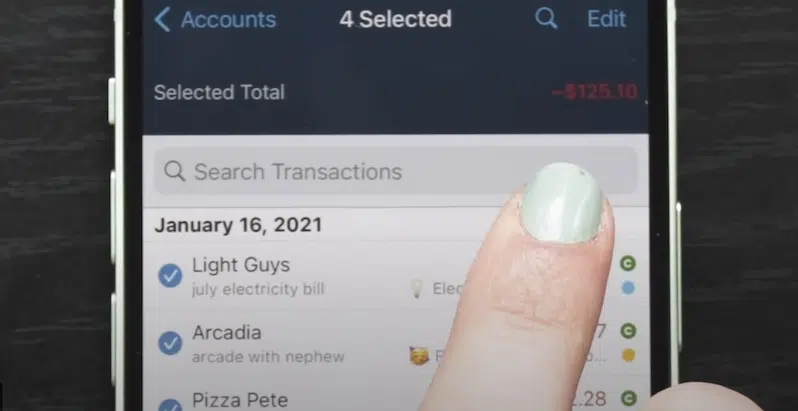 Accounts 4 Selected Edit
Selected Total -$125.10
Search Transactions
January 16, 2021
Light Guys
july electricity bill
Arcadia
arcade with nephew
Pizza Pete
.28